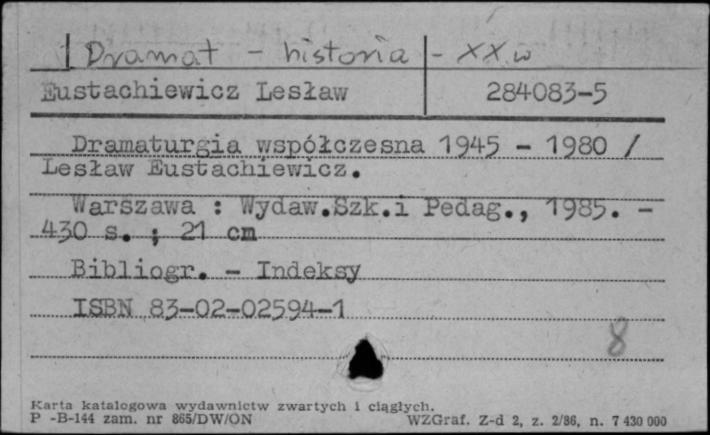 Dramat - historia - XX w
Eustachiewicz Lesław 284083-5
Dramaturgia współczesna 1945 - 1980 /
Lesław Eustachiewicz.
Warszawa : Wydaw.Szk.i Pedag., 1985. -
430 s. ; 21 cm
Bibliogr. - Indeksy
ISBN 83-02-02594-1
8
Karta katalogowa wydawnictw zwartych i ciągłych.
P -B-144 zam. nr 865/DW/ON WZGraf. Z-d 2, z. 2/86, n. 7 430 000